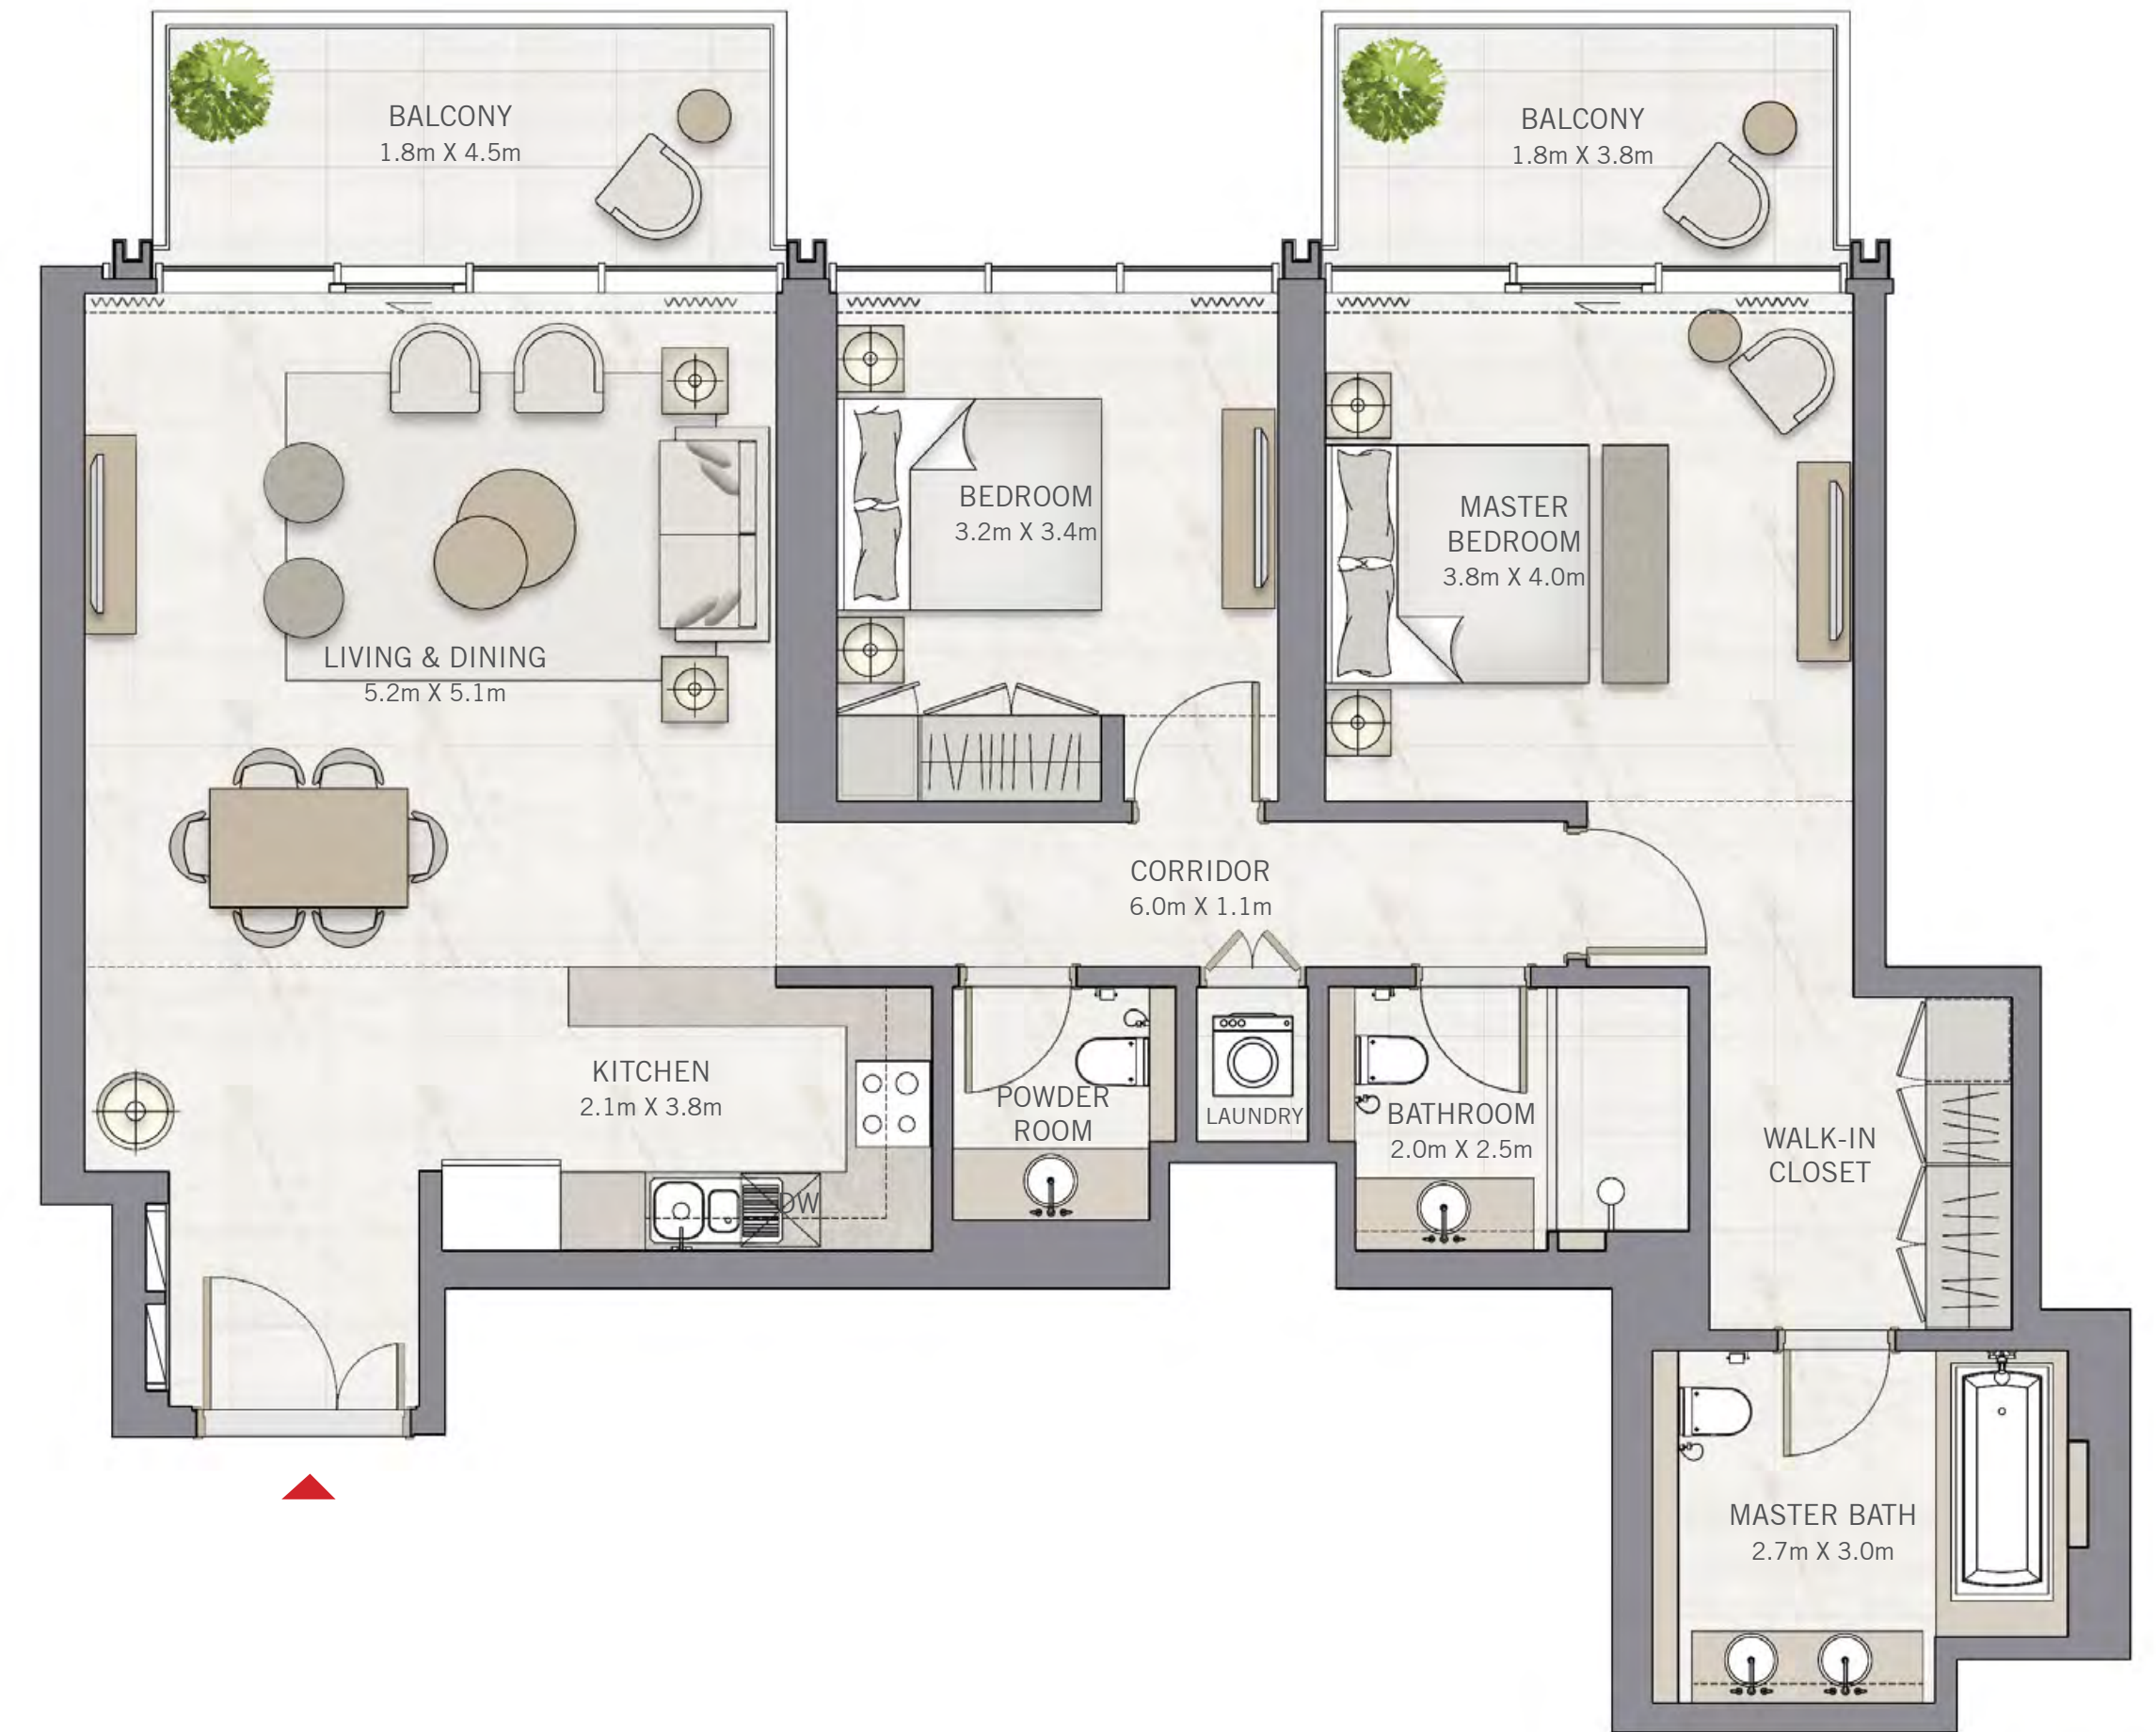 BALCONY
1.8m X 4.5m
BALCONY
1.8m X 3.8m
BEDROOM
3.2m X 3.4m
MASTER
BEDROOM
3.8m X 4.0m
LIVING & DINING
5.2m X 5.1m
CORRIDOR
6.0m X 1.1m
KITCHEN
2.1m X 3.8m
DW
POWDER
ROOM
LAUNDRY
BATHROOM
2.0m X 2.5m
WALK-IN
CLOSET
MASTER BATH
2.7m X 3.0m